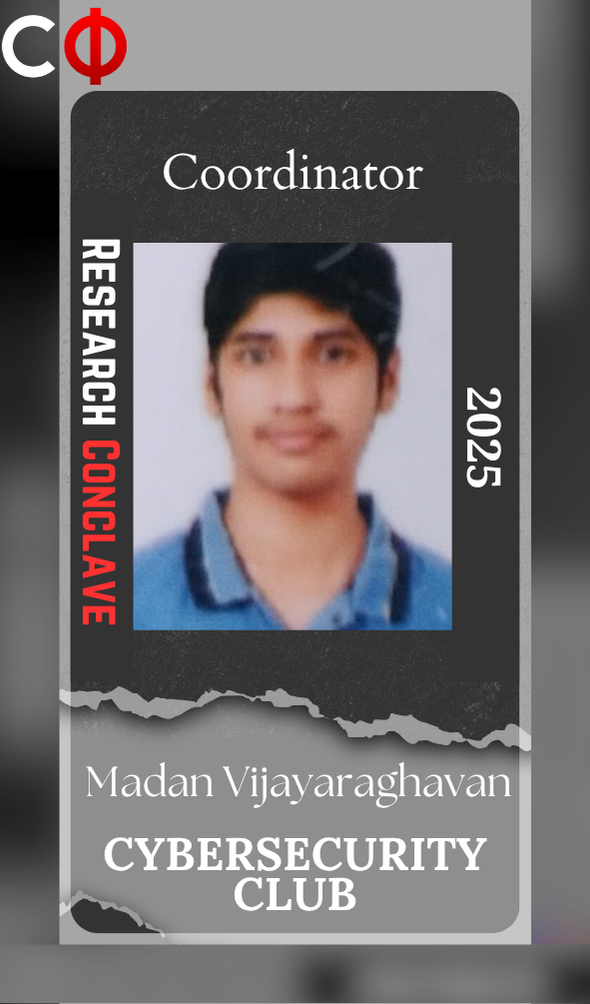 CΦ
Coordinator
RESEARCH CONCLAVE
2025
Madan Vijayaraghavan
CYBERSECURITY
CLUB